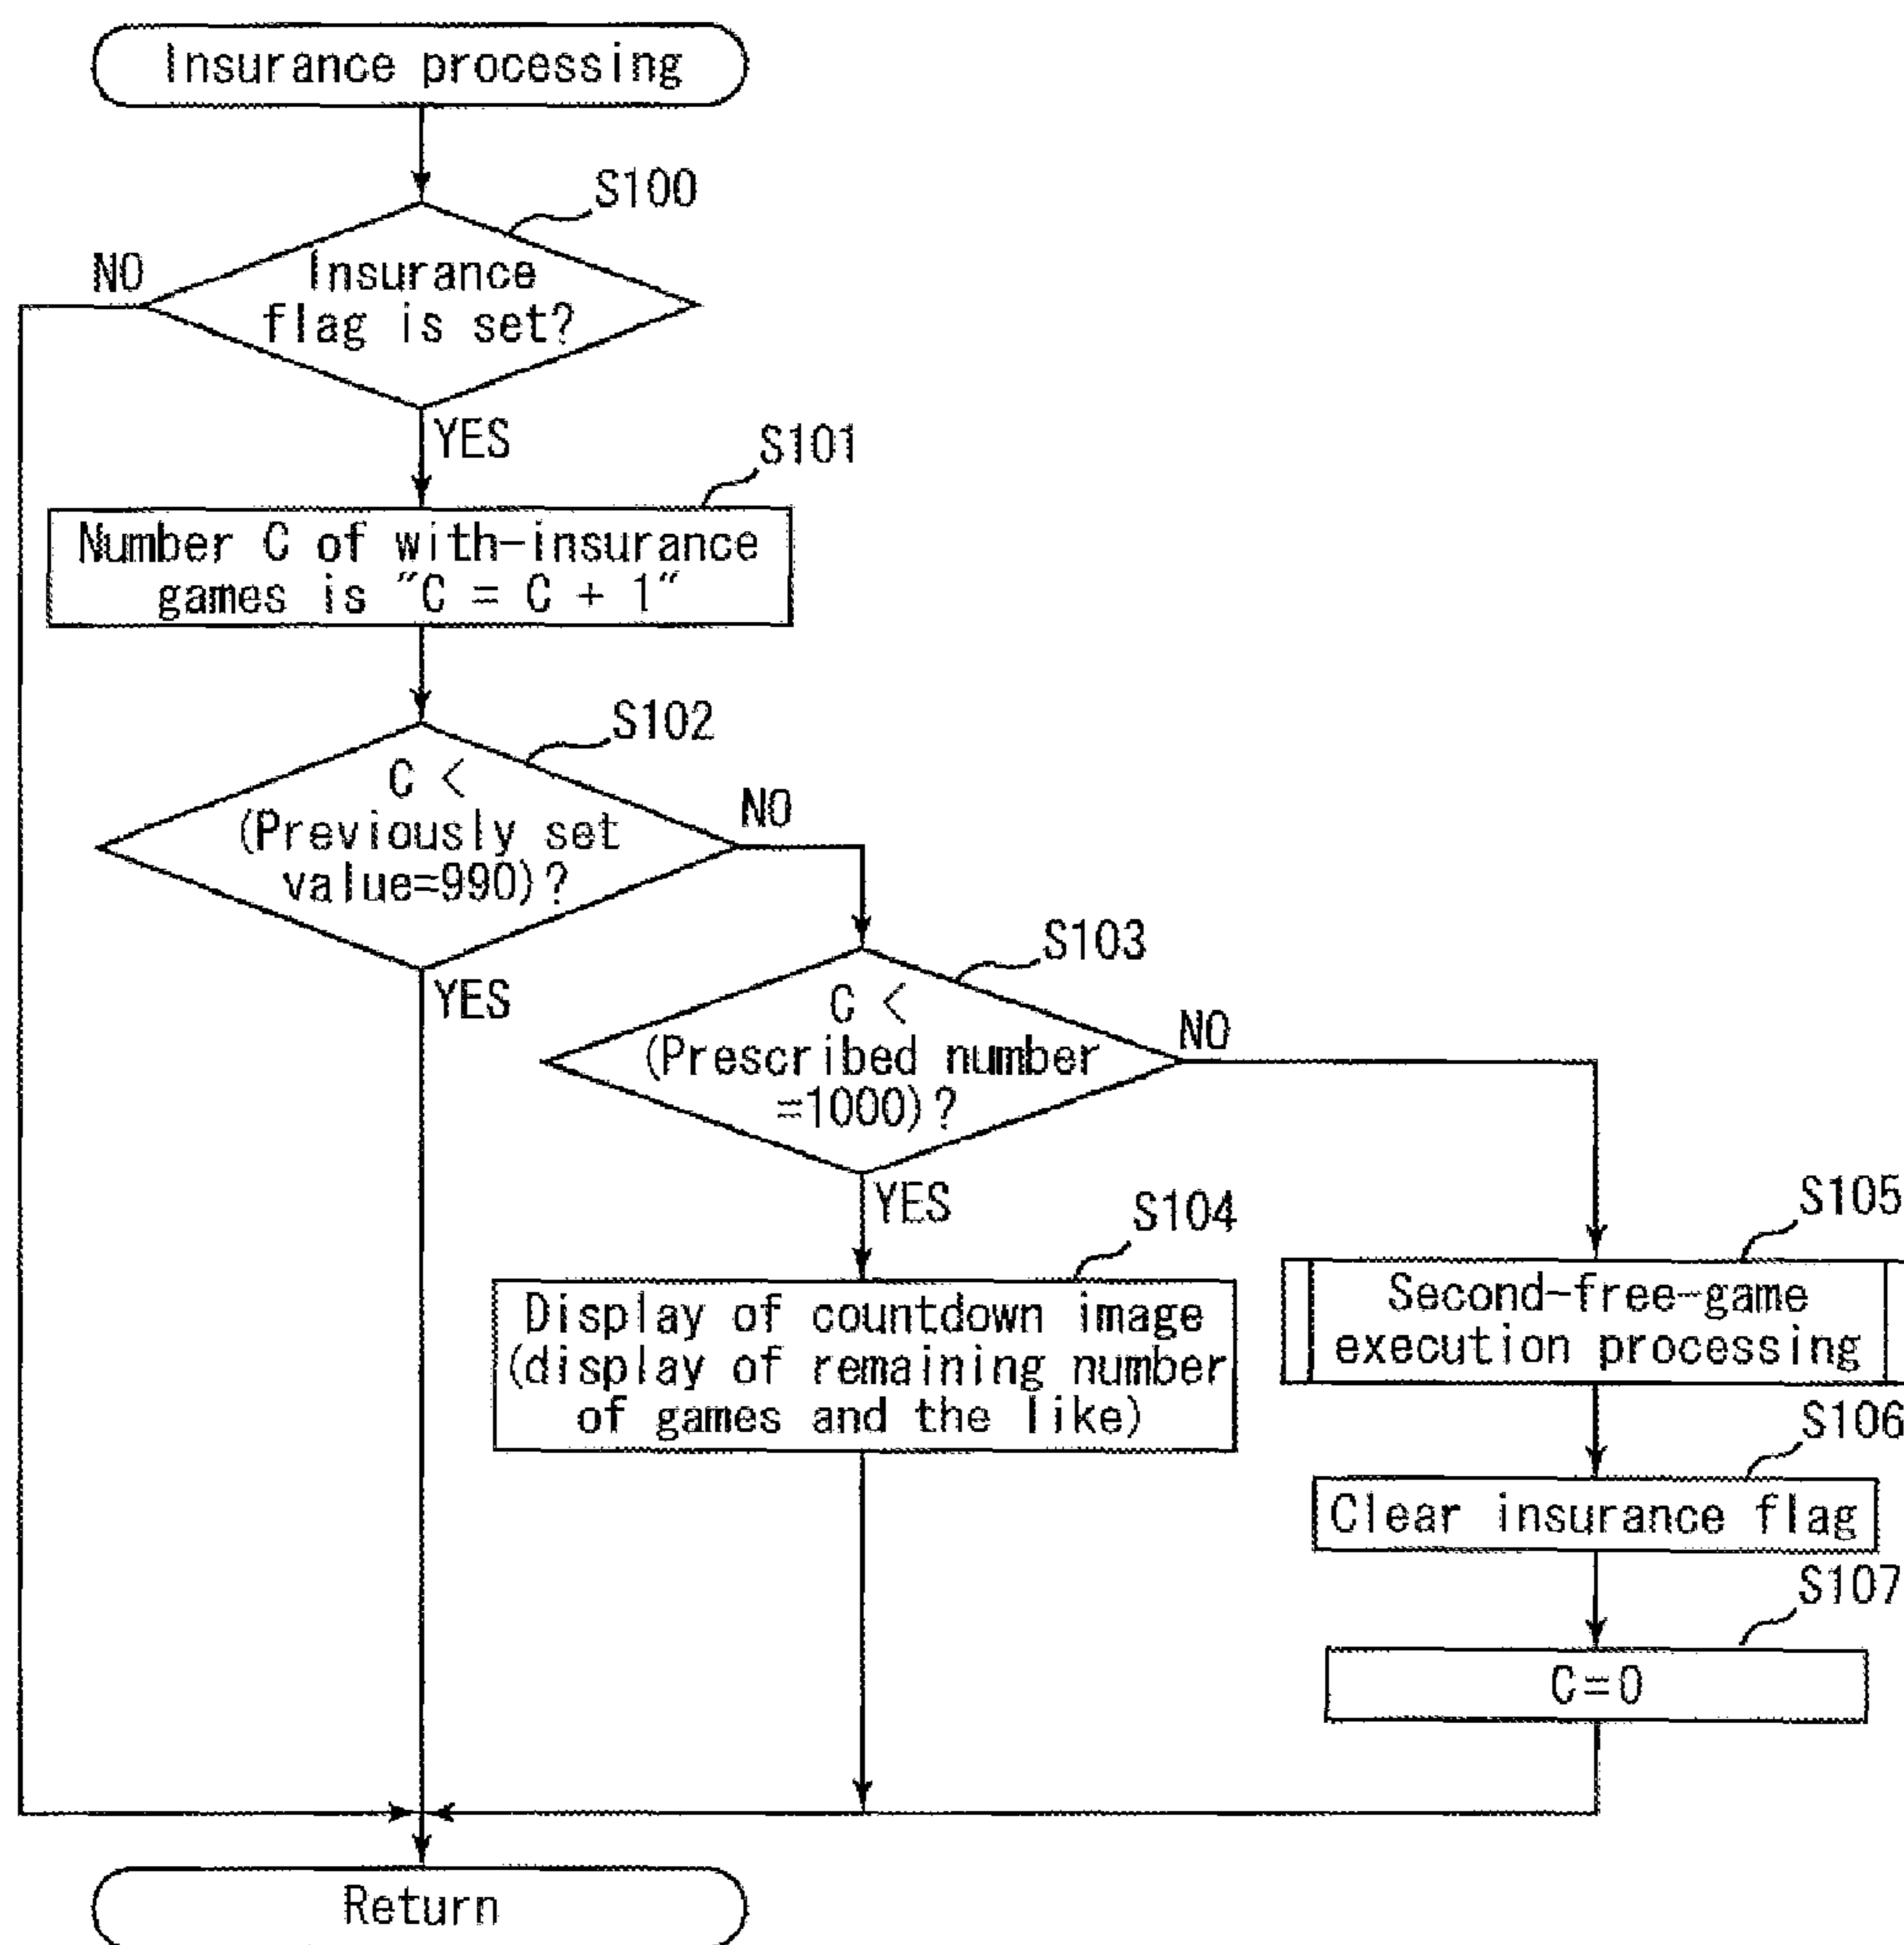 Insurance processing
S100
NO
Insurance
flag is set?
YES
S101
Number C of with-insurance
games is "C = C + 1"
S102
C <
(Previously set
value=990)?
NO
YES
S103
C <
(Prescribed number
=1000)?
NO
YES
S104
Display of countdown image
(display of remaining number
of games and the like)
S105
Second-free-game
execution processing
S106
Clear insurance flag
S107
C=0
Return